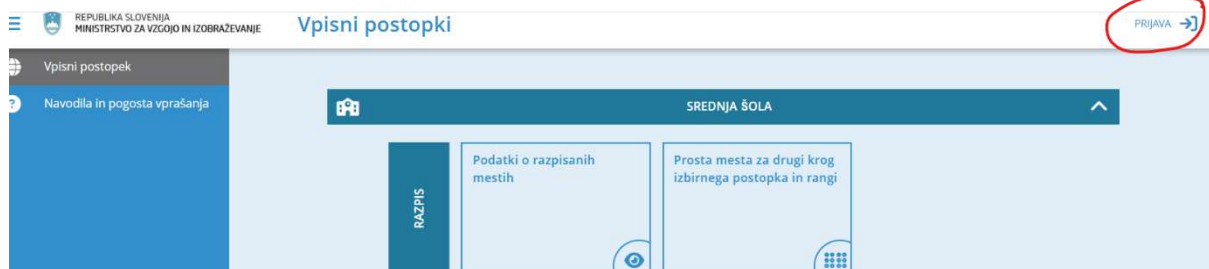 REPUBLIKA SLOVENIJA
MINISTRSTVO ZA VZGOJO IN IZOBRAŽEVANJE
Vpisni postopki
PRIJAVA
Vpisni postopek
Navodila in pogosta vprašanja
SREDNJA ŠOLA
RAZPIS
Podatki o razpisanih
mestih
Prosta mesta za drugi krog
izbirnega postopka in rangi